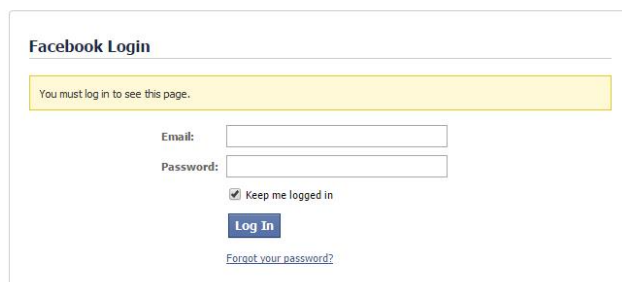 Facebook Login
You must log in to see this page.
Email:
Password:
Keep me logged in
Log In
Forgot your password?